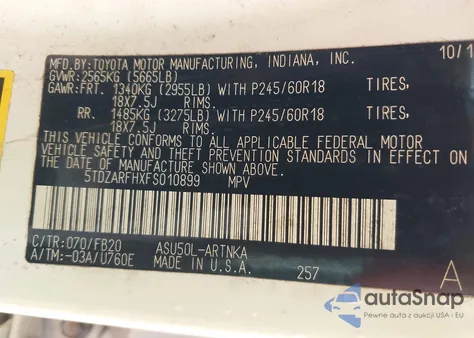 MFD.BY: TOYOTA MOTOR MANUFACTURING, INDIANA, INC. 10/1
GVWR: 2565KG (5665LB)
GAWR: FRT. 1340KG (2955LB) WITH P245/60R18 TIRES,
18X7.5J RIMS.
RR. 1485KG (3275LB) WITH P245/60R18 TIRES,
18X7.5J RIMS.
THIS VEHICLE CONFORMS TO ALL APPLICABLE FEDERAL MOTOR
VEHICLE SAFETY AND THEFT PREVENTION STANDARDS IN EFFECT ON
THE DATE OF MANUFACTURE SHOWN ABOVE.
5TDZARFHXFS010899 MPV
C/TR: 070/FB20 ASU50L-ARTNKA
A/TM: -03A/U760E MADE IN U.S.A. 257 A
autoSnap
Pewne auta z aukcji USA i EU